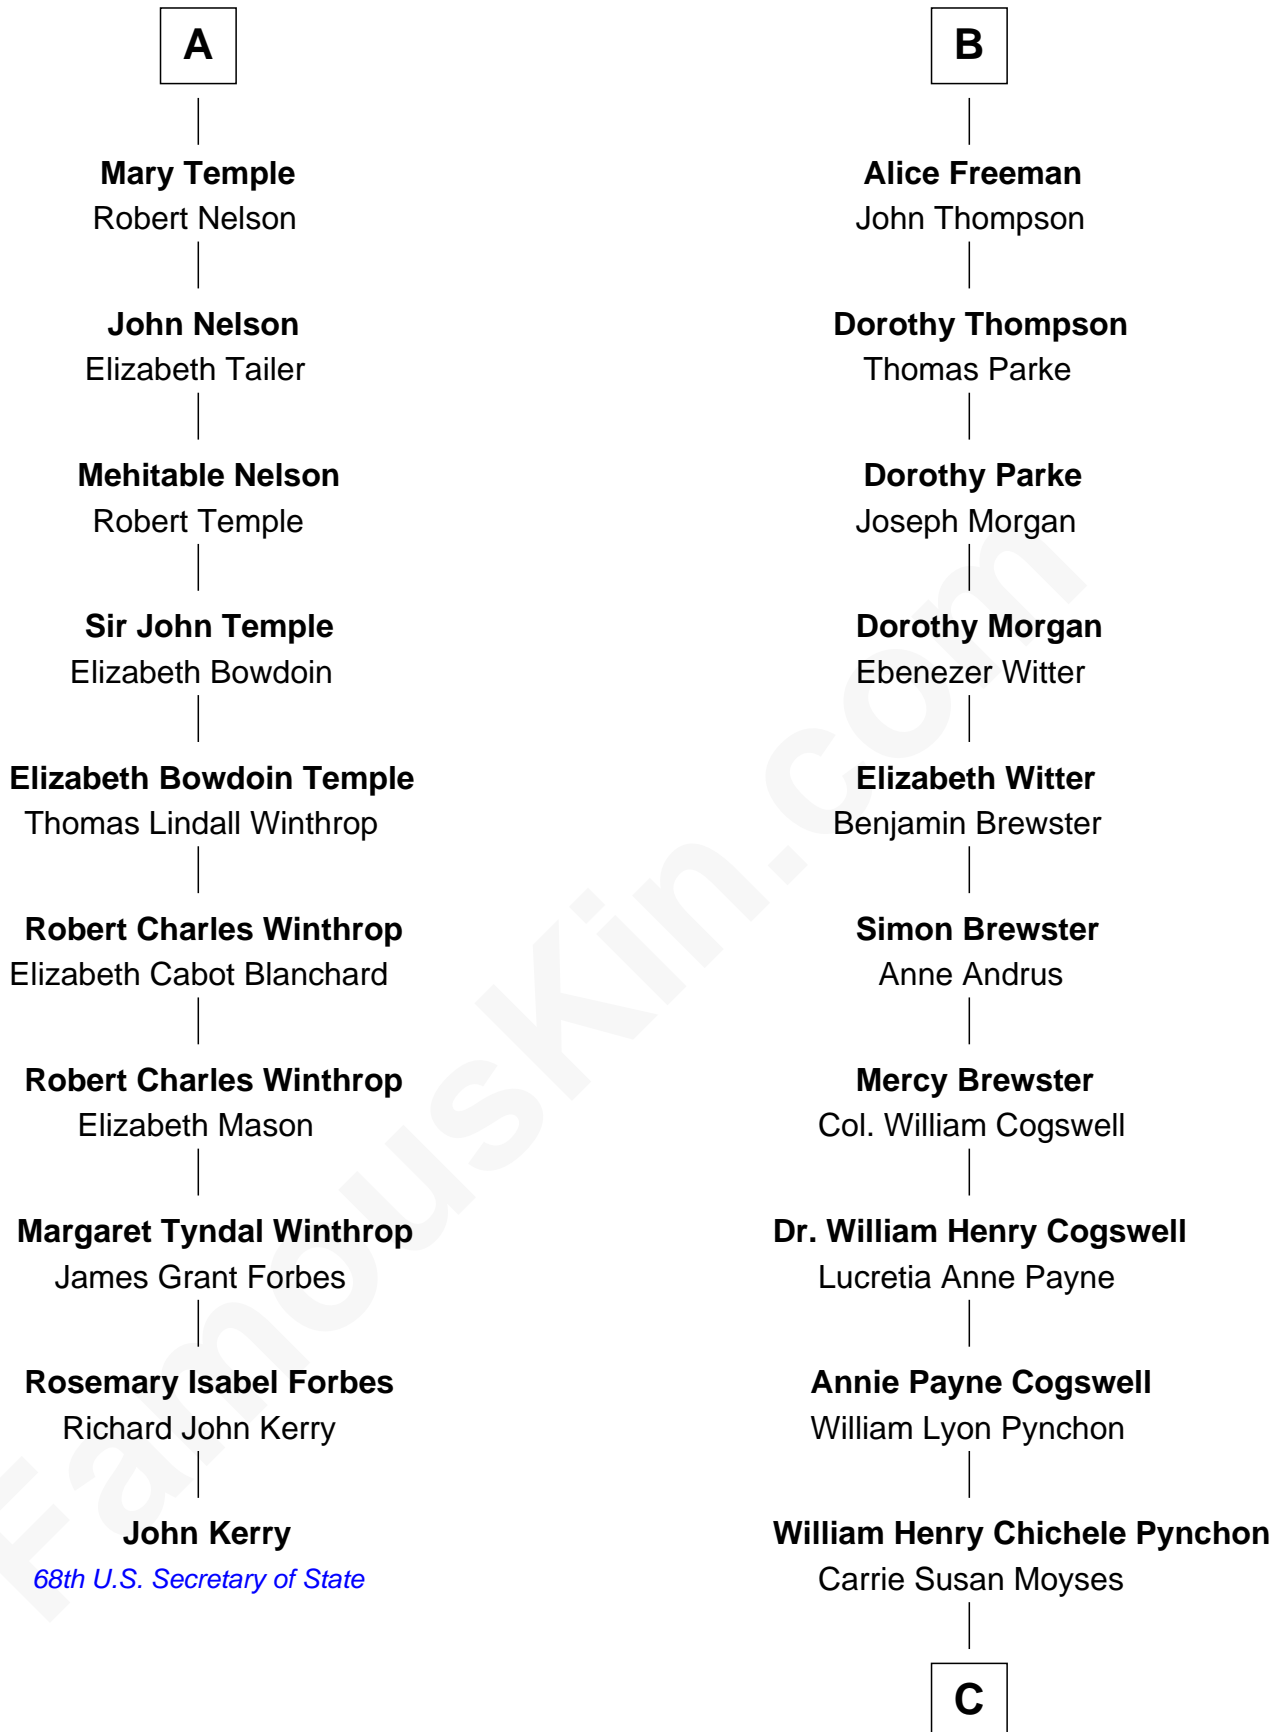 A
Mary Temple
Robert Nelson
John Nelson
Elizabeth Tailer
Mehitable Nelson
Robert Temple
Sir John Temple
Elizabeth Bowdoin
Elizabeth Bowdoin Temple
Thomas Lindall Winthrop
Robert Charles Winthrop
Elizabeth Cabot Blanchard
Robert Charles Winthrop
Elizabeth Mason
Margaret Tyndal Winthrop
James Grant Forbes
Rosemary Isabel Forbes
Richard John Kerry
John Kerry
68th U.S. Secretary of State
B
Alice Freeman
John Thompson
Dorothy Thompson
Thomas Parke
Dorothy Parke
Joseph Morgan
Dorothy Morgan
Ebenezer Witter
Elizabeth Witter
Benjamin Brewster
Simon Brewster
Anne Andrus
Mercy Brewster
Col. William Cogswell
Dr. William Henry Cogswell
Lucretia Anne Payne
Annie Payne Cogswell
William Lyon Pynchon
William Henry Chichele Pynchon
Carrie Susan Moyses
C
FamousKin.com